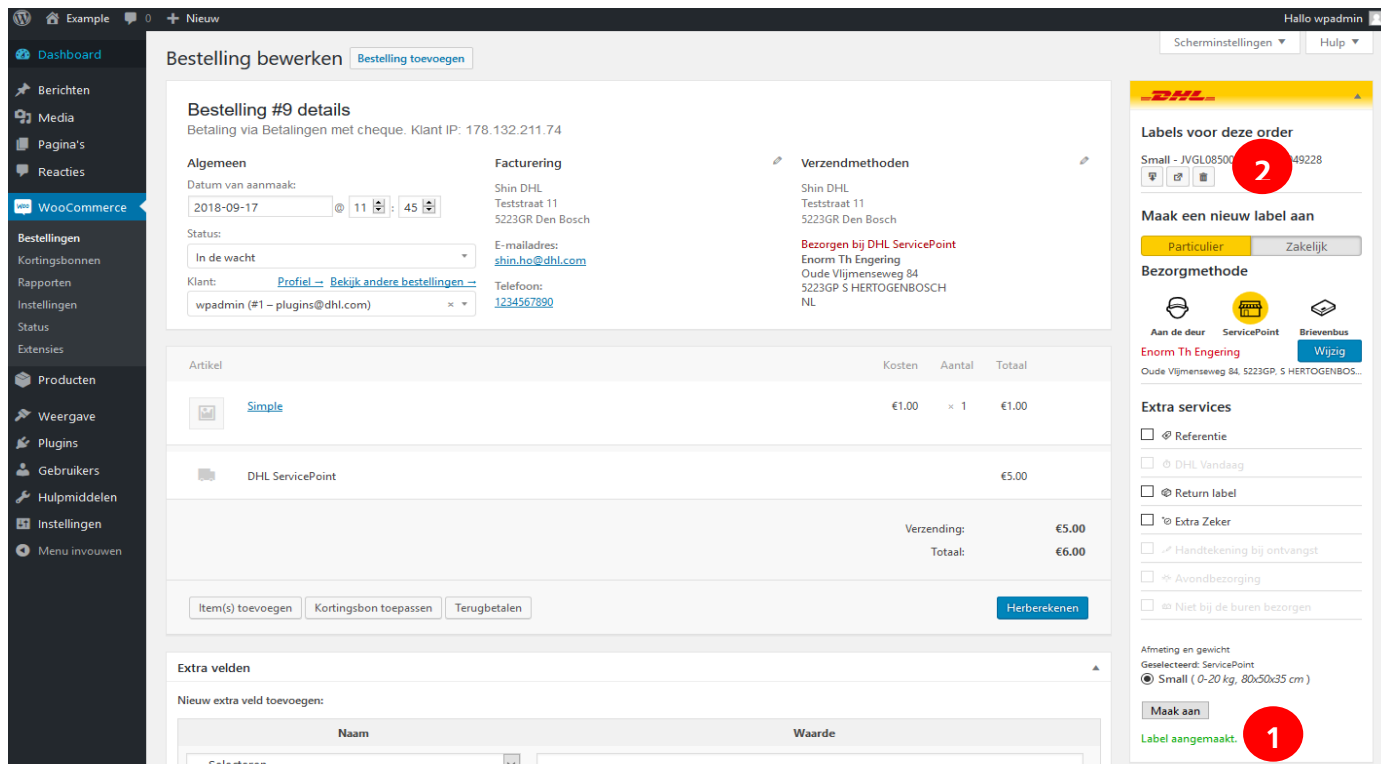 Example 0 + Nieuw
Hallo wpadmin
Dashboard
Berichten
Media
Pagina's
Reacties
WooCommerce
Bestellingen
Kortingsbonnen
Rapporten
Instellingen
Status
Extensies
Producten
Weergave
Plugins
Gebruikers
Hulpmiddelen
Instellingen
Menu invouwen
Scherminstellingen ▼
Hulp ▼
Bestelling bewerken
Bestelling toevoegen
Bestelling #9 details
Betaling via Betalingen met cheque. Klant IP: 178.132.211.74
Algemeen
Datum van aanmaak:
2018-09-17 @ 11 : 45
Status:
In de wacht
Klant: Profiel → Bekijk andere bestellingen →
wpadmin (#1 – plugins@dhl.com) ×
Facturering
Shin DHL
Teststraat 11
5223GR Den Bosch
E-mailadres:
shin.ho@dhl.com
Telefoon:
1234567890
Verzendmethoden
Shin DHL
Teststraat 11
5223GR Den Bosch
Bezorgen bij DHL ServicePoint
Enorm Th Engering
Oude Vlijmenseweg 84
5223GP S HERTOGENBOSCH
NL
Artikel Kosten Aantal Totaal
Simple €1.00 × 1 €1.00
DHL ServicePoint €5.00
Verzending: €5.00
Totaal: €6.00
Item(s) toevoegen
Kortingsbon toepassen
Terugbetalen
Herberekenen
Extra velden
Nieuw extra veld toevoegen:
Naam Waarde
DHL
Labels voor deze order
Small - JVGL0850 49228
2
Maak een nieuw label aan
Particulier Zakelijk
Bezorgmethode
Aan de deur ServicePoint Brievenbus
Enorm Th Engering Wijzig
Oude Vlijmenseweg 84, 5223GP, S HERTOGENBOS...
Extra services
Referentie
DHL Vandaag
Return label
Extra Zeker
Handtekening bij ontvangst
Avondbezorging
Niet bij de buren bezorgen
Afmeting en gewicht
Geselecteerd: ServicePoint
Small ( 0-20 kg, 80x50x35 cm )
Maak aan
Label aangemaakt.
1